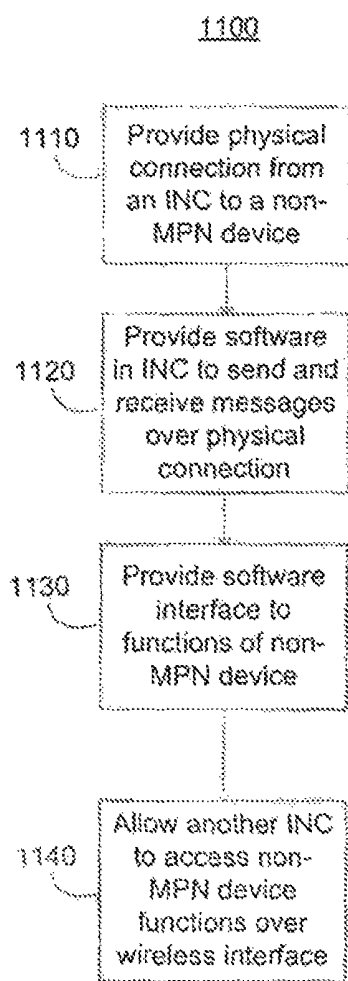 1100
1110
Provide physical
connection from
an INC to a non-
MPN device
1120
Provide software
in INC to send and
receive messages
over physical
connection
1130
Provide software
interface to
functions of non-
MPN device
1140
Allow another INC
to access non-
MPN device
functions over
wireless interface